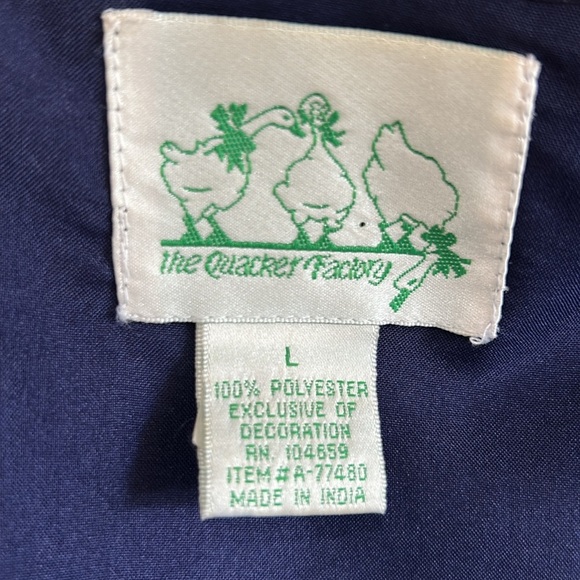 the Quacker Factory
L
100% POLYESTER
EXCLUSIVE OF
DECORATION
RN. 104659
ITEM#A-77480
MADE IN INDIA